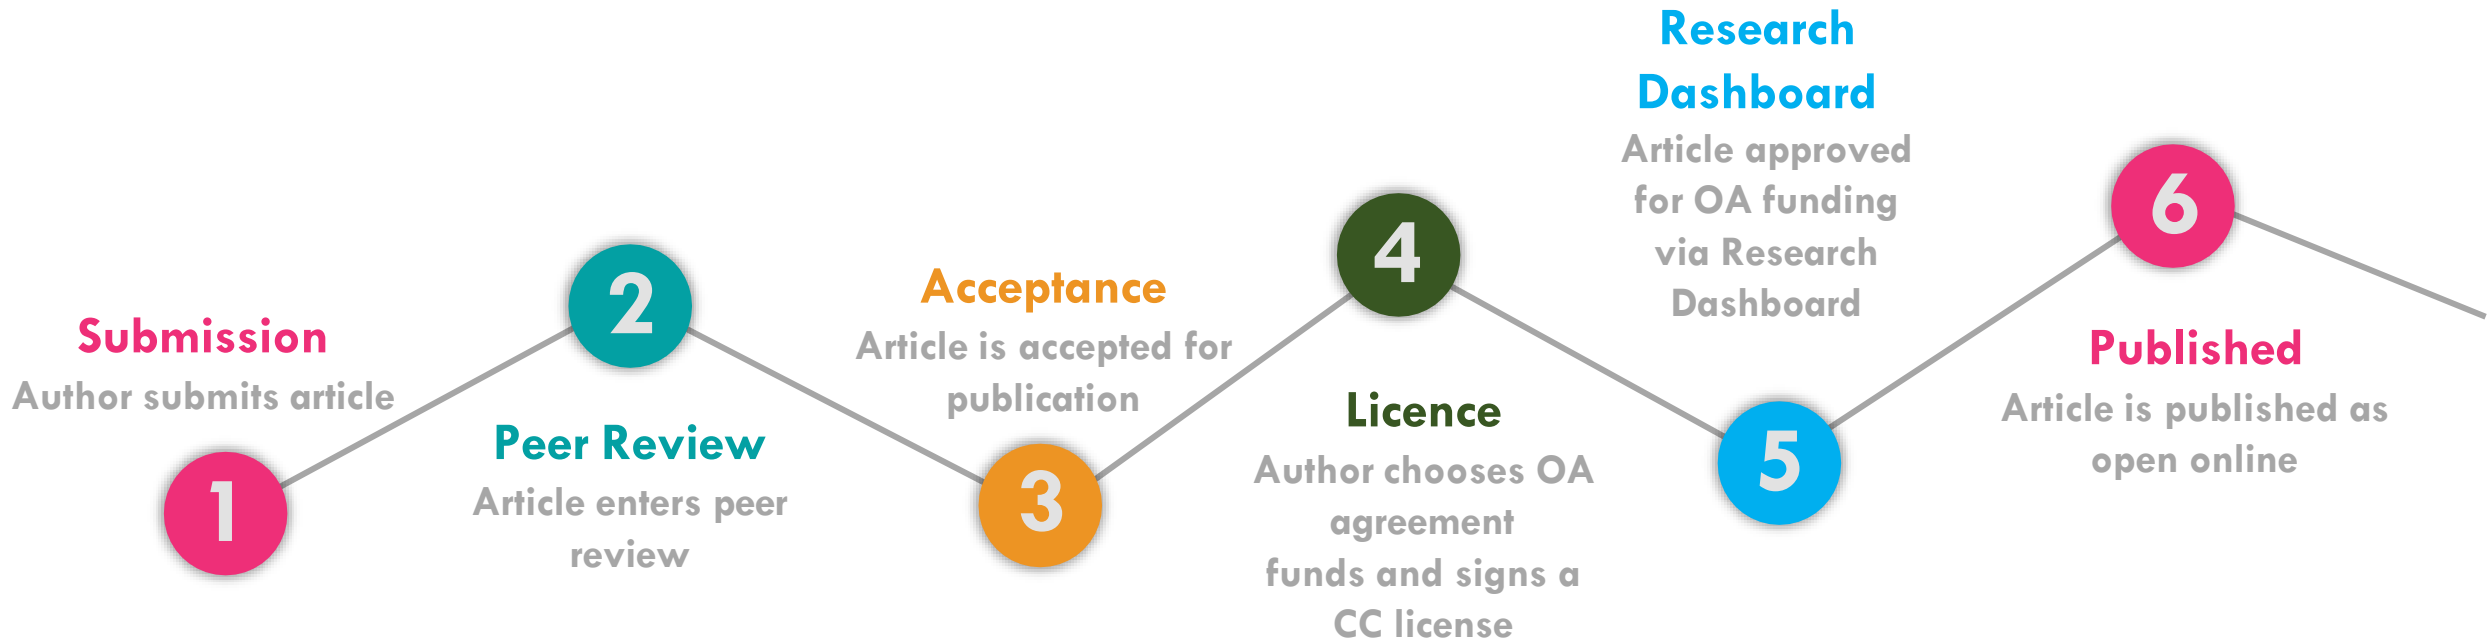 1
Submission
Author submits article
2
Peer Review
Article enters peer
review
3
Acceptance
Article is accepted for
publication
4
Licence
Author chooses OA
agreement
funds and signs a
CC license
5
Research
Dashboard
Article approved
for OA funding
via Research
Dashboard
6
Published
Article is published as
open online